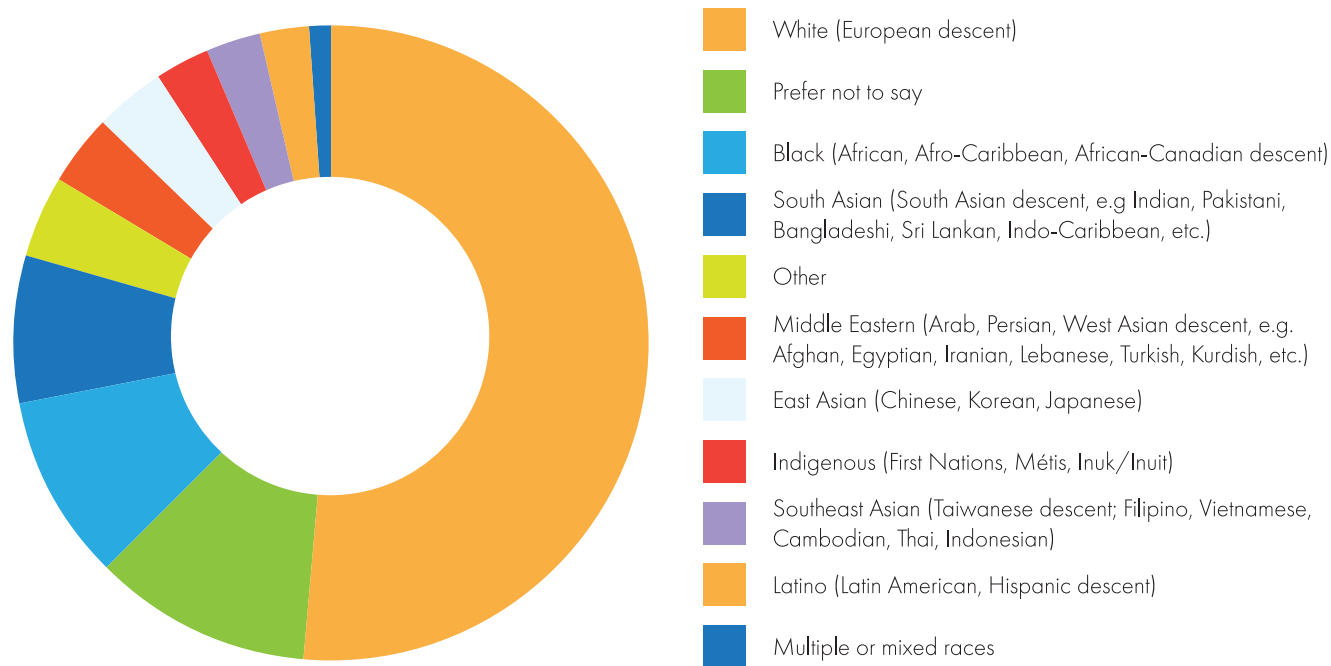 White (European descent)
Prefer not to say
Black (African, Afro-Caribbean, African-Canadian descent)
South Asian (South Asian descent, e.g Indian, Pakistani,
Bangladeshi, Sri Lankan, Indo-Caribbean, etc.)
Other
Middle Eastern (Arab, Persian, West Asian descent, e.g.
Afghan, Egyptian, Iranian, Lebanese, Turkish, Kurdish, etc.)
East Asian (Chinese, Korean, Japanese)
Indigenous (First Nations, Métis, Inuk/Inuit)
Southeast Asian (Taiwanese descent; Filipino, Vietnamese,
Cambodian, Thai, Indonesian)
Latino (Latin American, Hispanic descent)
Multiple or mixed races